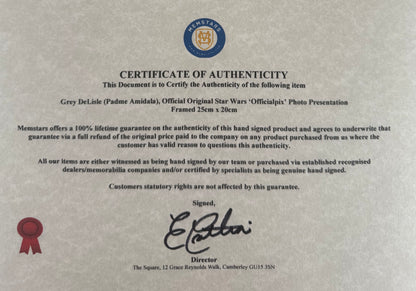 MEMSTARS
CERTIFICATE OF AUTHENTICITY
This Document is to Certify the Authenticity of the following item
Grey DeLisle (Padme Amidala), Official Original Star Wars 'Officialpix' Photo Presentation
Framed 25cm x 20cm
Memstars offers a 100% lifetime guarantee on the authenticity of this hand signed product and agrees to underwrite that
guarantee via a full refund of the original price paid to the company on any product purchased from us where the
customer has valid reason to questions this authenticity.
All our items are either witnessed as being hand signed by our team or purchased via established recognised
dealers/memorabilia companies and/or certified by specialists as being genuine hand signed.
Customers statutory rights are not affected by this guarantee.
Signed,
Director
The Square, 12 Grace Reynolds Walk, Camberley GU15 3SN